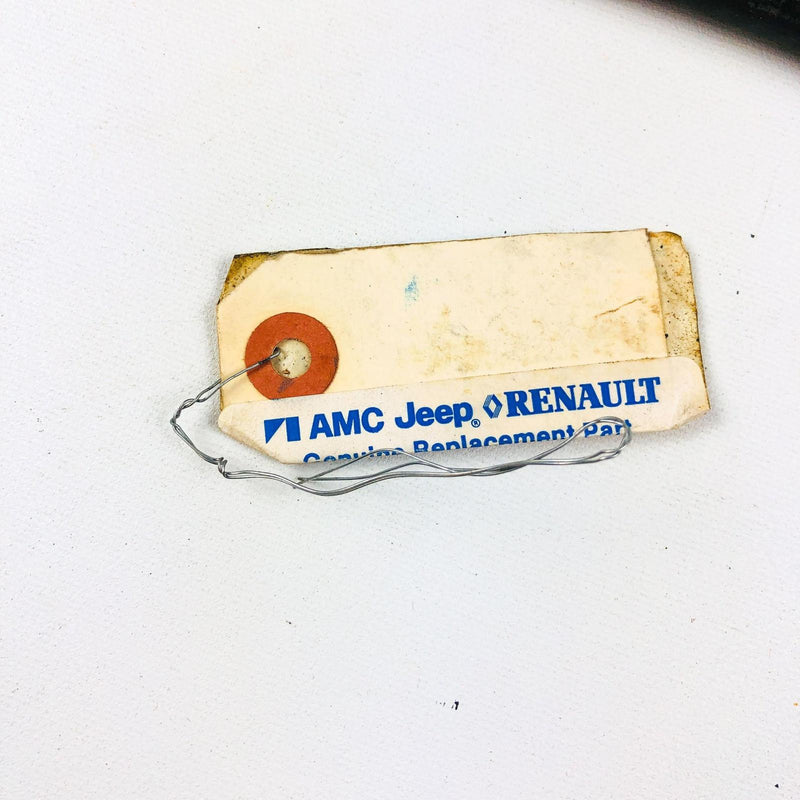 AMC Jeep® RENAULT
Genuine Replacement Part